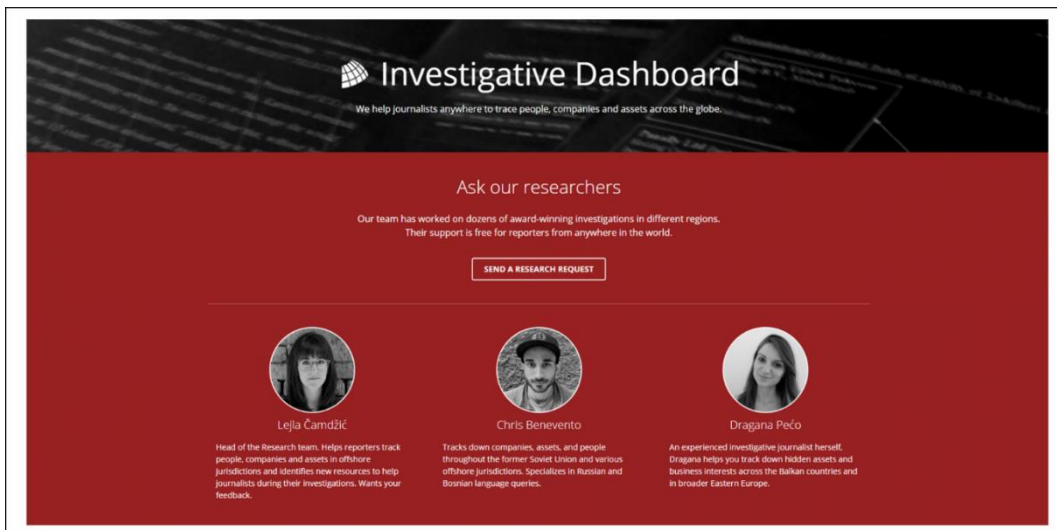 Investigative Dashboard
We help journalists anywhere to trace people, companies and assets across the globe.
Ask our researchers
Our team has worked on dozens of award-winning investigations in different regions.
Their support is free for reporters from anywhere in the world.
SEND A RESEARCH REQUEST
Lejla Čamdžić
Head of the Research team. Helps reporters track
people, companies and assets in offshore
jurisdictions and identifies new resources to help
journalists during their investigations. Wants your
feedback.
Chris Benevento
Tracks down companies, assets, and people
throughout the former Soviet Union and various
offshore jurisdictions. Specializes in Russian and
Bosnian language queries.
Dragana Pećo
An experienced investigative journalist herself,
Dragana helps you track down hidden assets and
business interests across the Balkan countries and
in broader Eastern Europe.